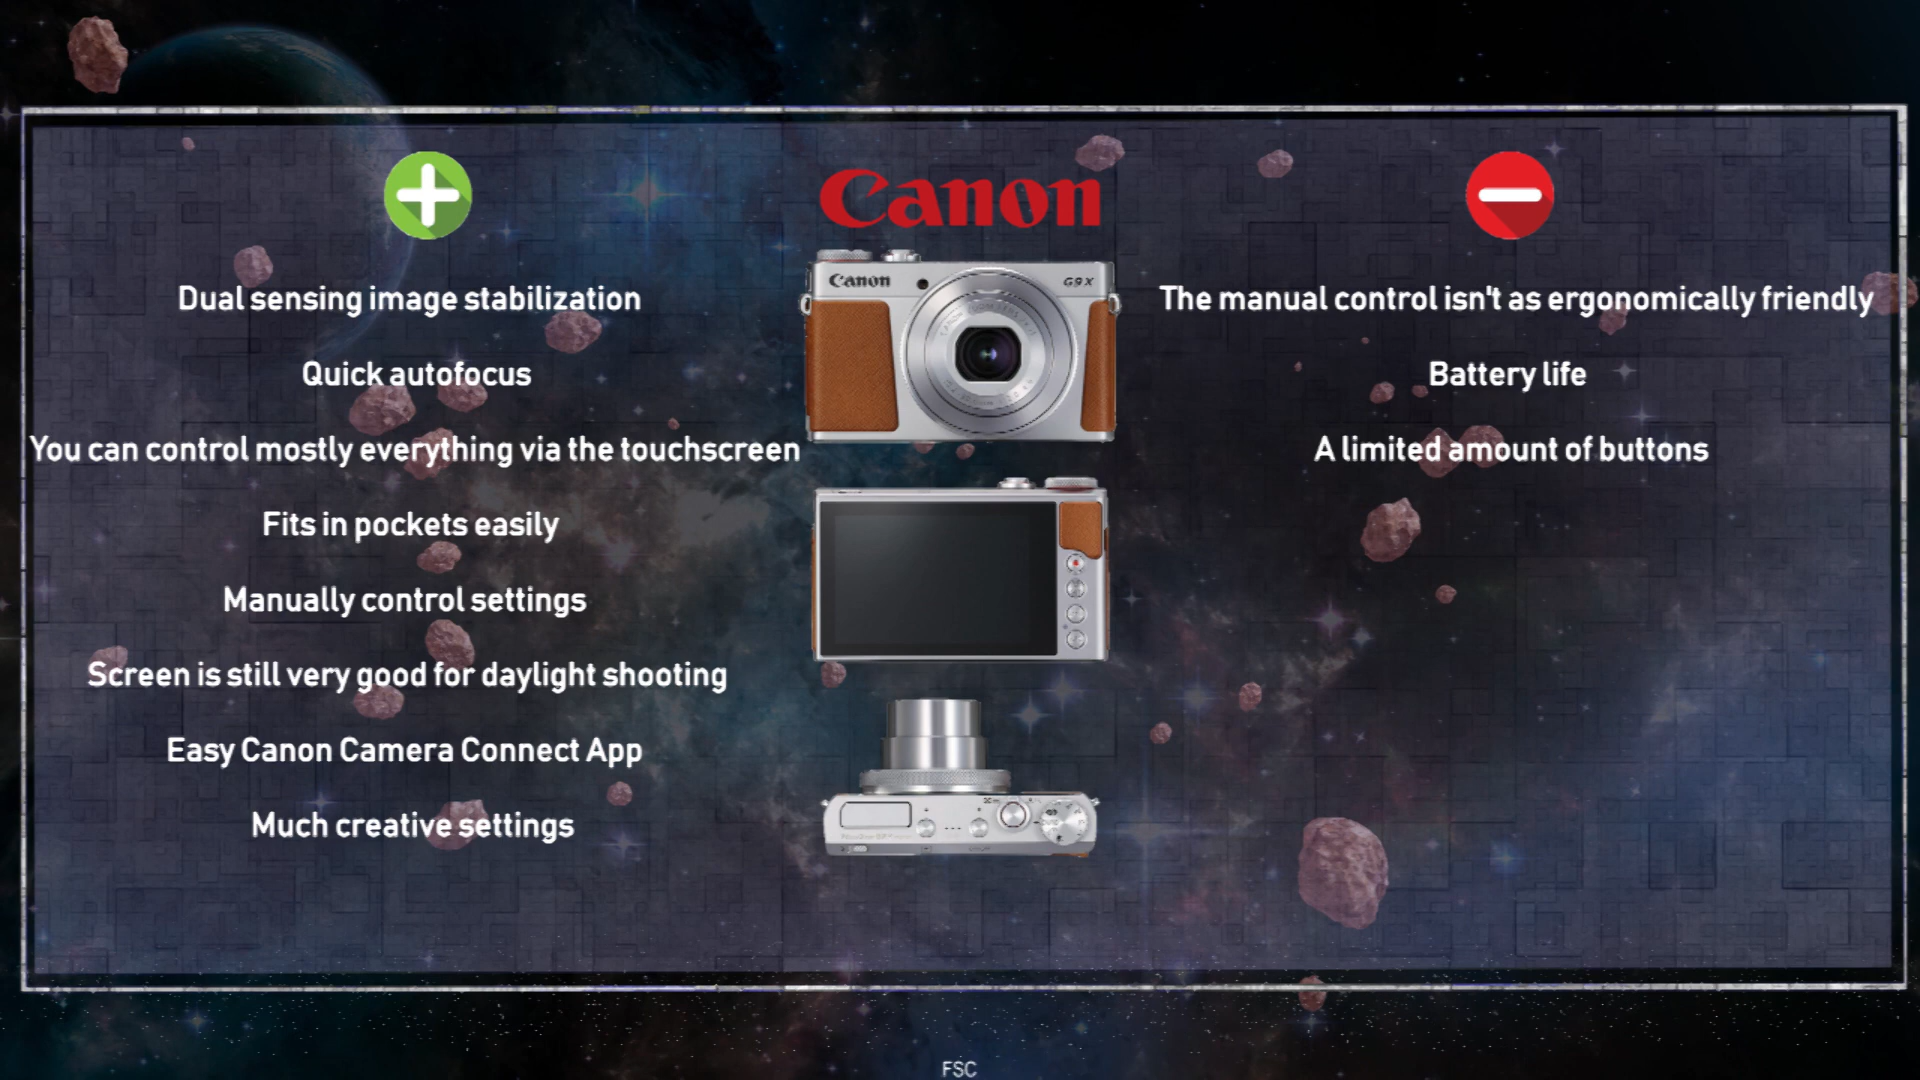 Canon
Dual sensing image stabilization
Quick autofocus
You can control mostly everything via the touchscreen
Fits in pockets easily
Manually control settings
Screen is still very good for daylight shooting
Easy Canon Camera Connect App
Much creative settings
Canon
G9X
The manual control isn't as ergonomically friendly
Battery life
A limited amount of buttons
FSC